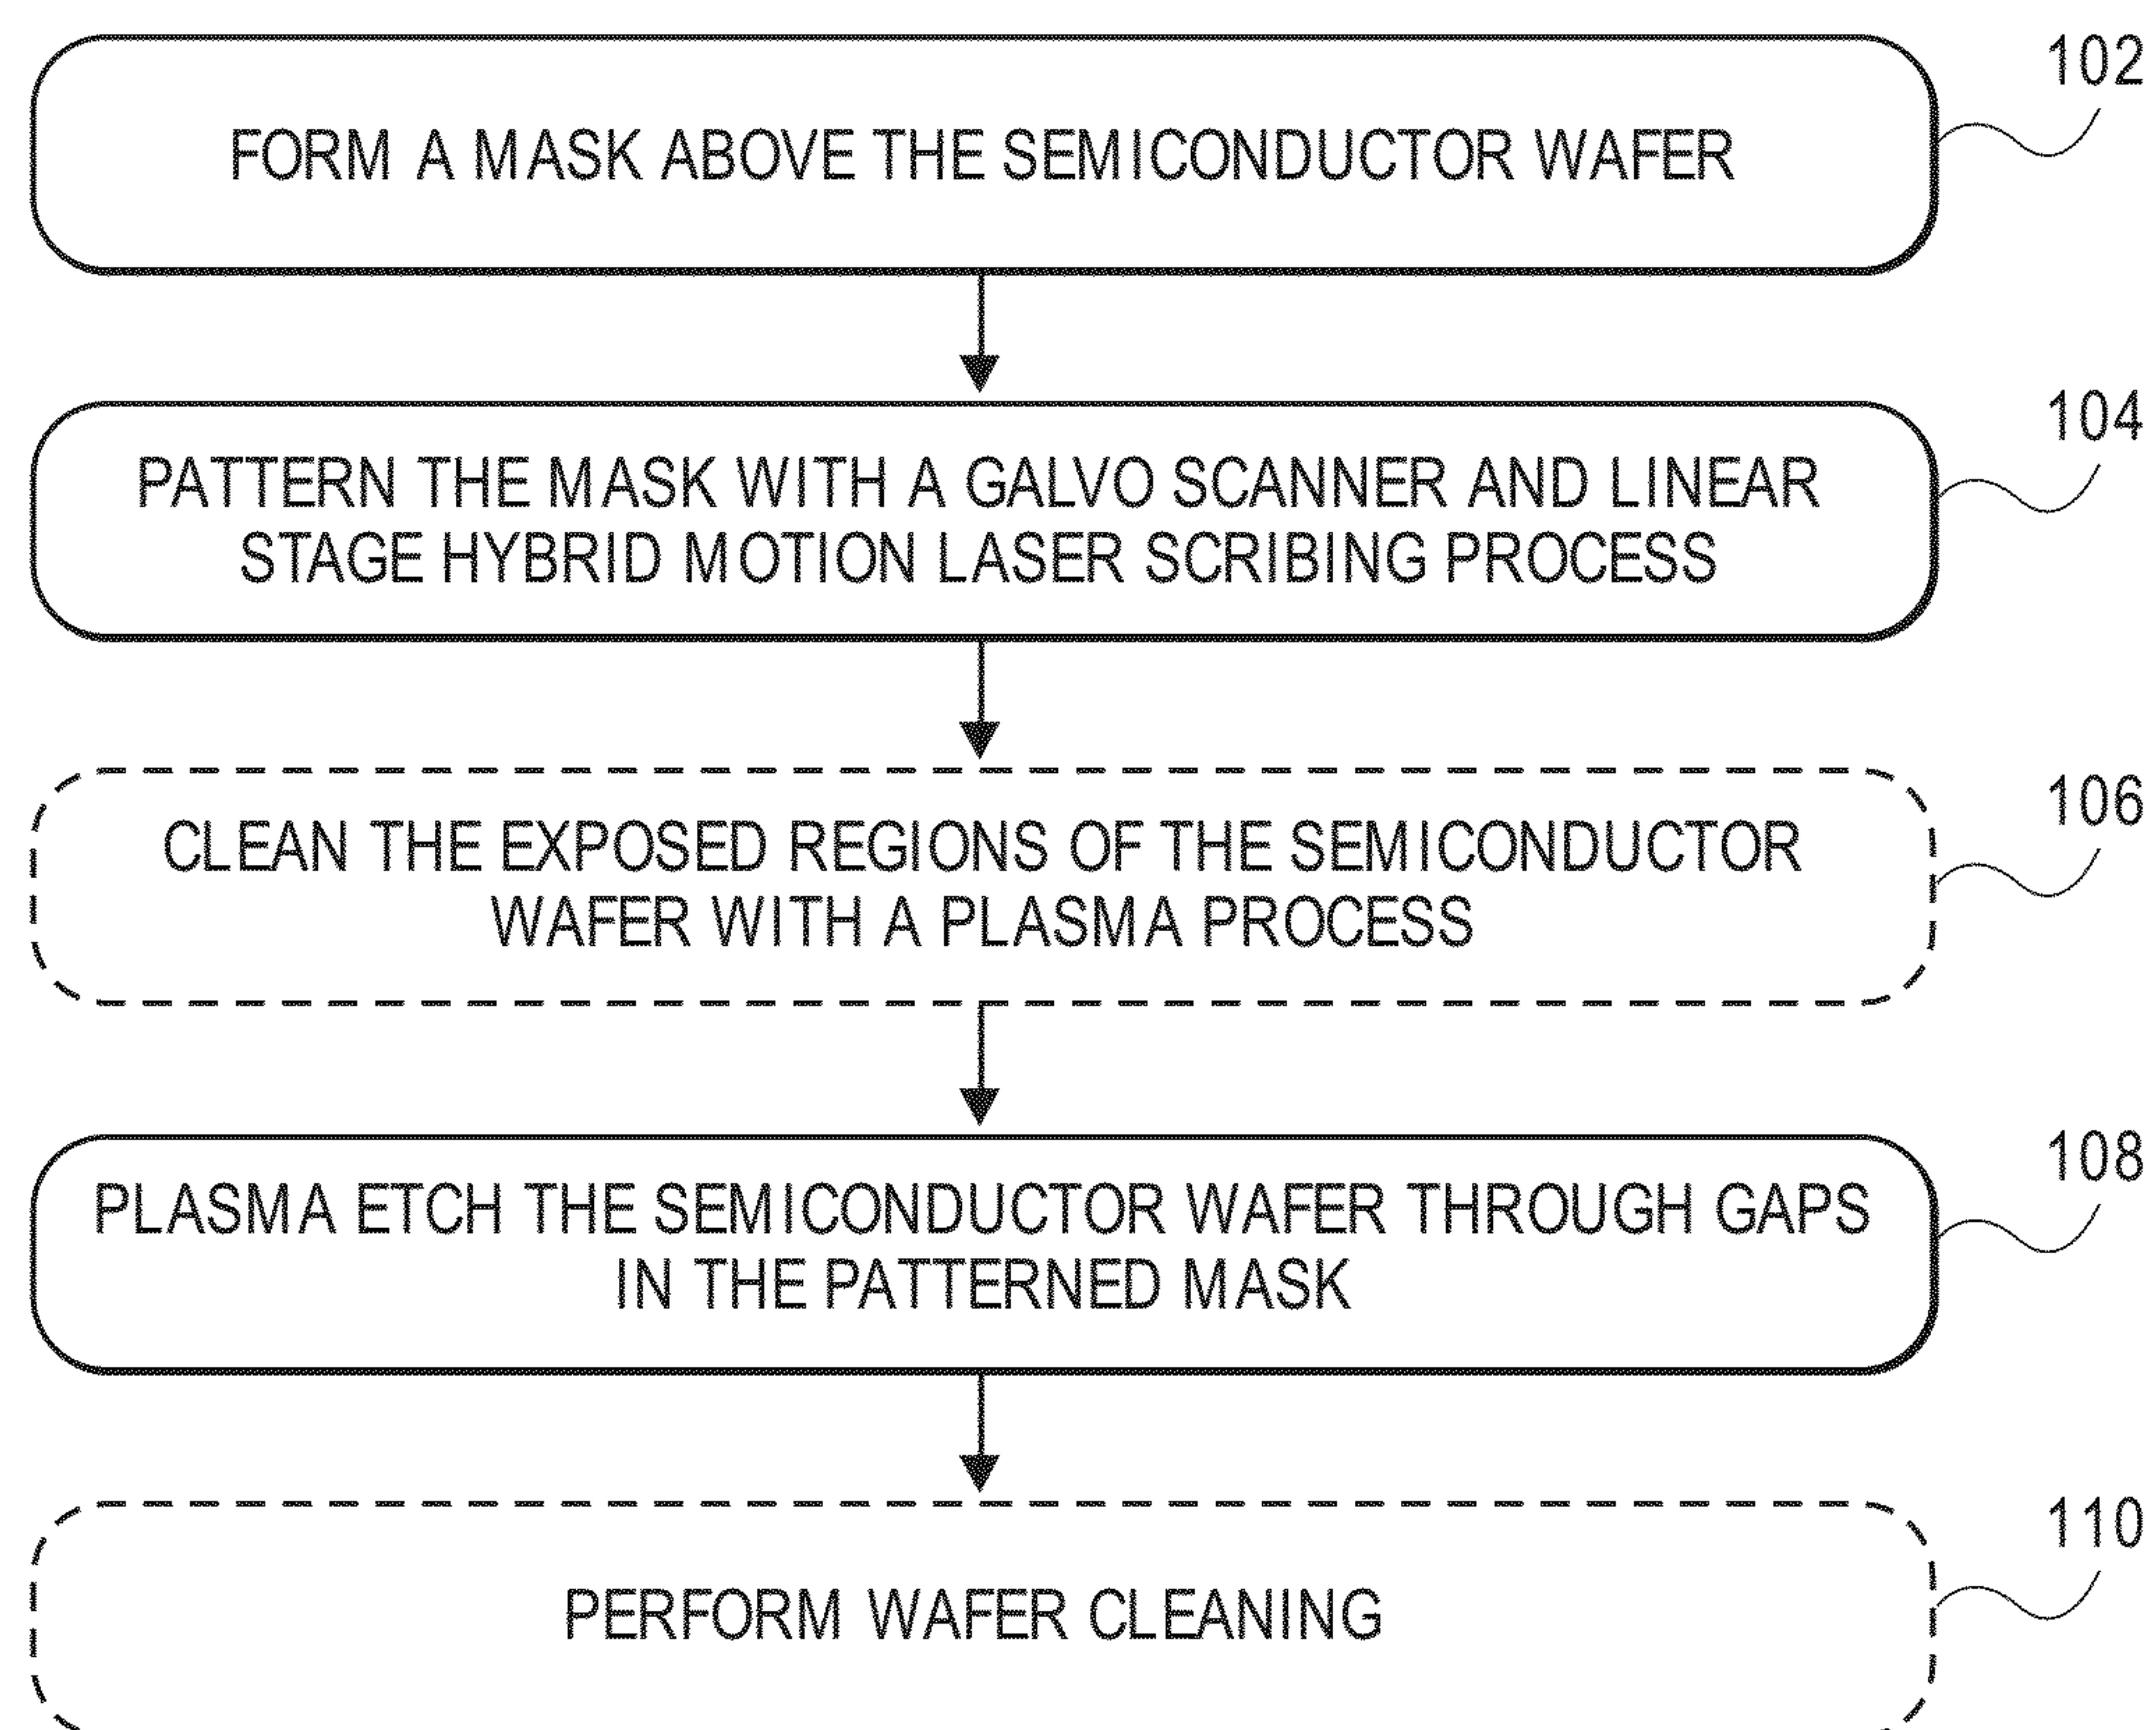 102
FORM A MASK ABOVE THE SEMICONDUCTOR WAFER
104
PATTERN THE MASK WITH A GALVO SCANNER AND LINEAR
STAGE HYBRID MOTION LASER SCRIBING PROCESS
106
CLEAN THE EXPOSED REGIONS OF THE SEMICONDUCTOR
WAFER WITH A PLASMA PROCESS
108
PLASMA ETCH THE SEMICONDUCTOR WAFER THROUGH GAPS
IN THE PATTERNED MASK
110
PERFORM WAFER CLEANING